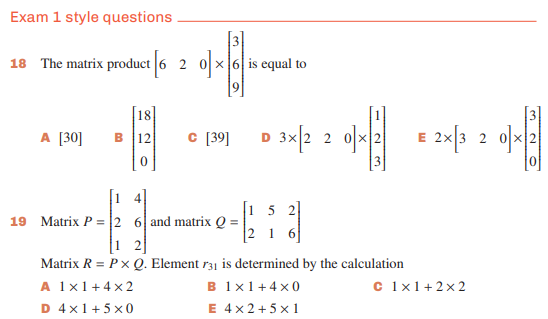 Exam 1 style questions
18 The matrix product [6 2 0] × [3; 6; 9] is equal to
A [30] B [18; 12; 0] C [39] D 3 × [2 2 0] × [1; 2; 3] E 2 × [3 2 0] × [3; 2; 0]
19 Matrix P = [1 4; 2 6; 1 2] and matrix Q = [1 5 2; 2 1 6]
Matrix R = P × Q. Element r₃₁ is determined by the calculation
A 1 × 1 + 4 × 2 B 1 × 1 + 4 × 0 C 1 × 1 + 2 × 2
D 4 × 1 + 5 × 0 E 4 × 2 + 5 × 1